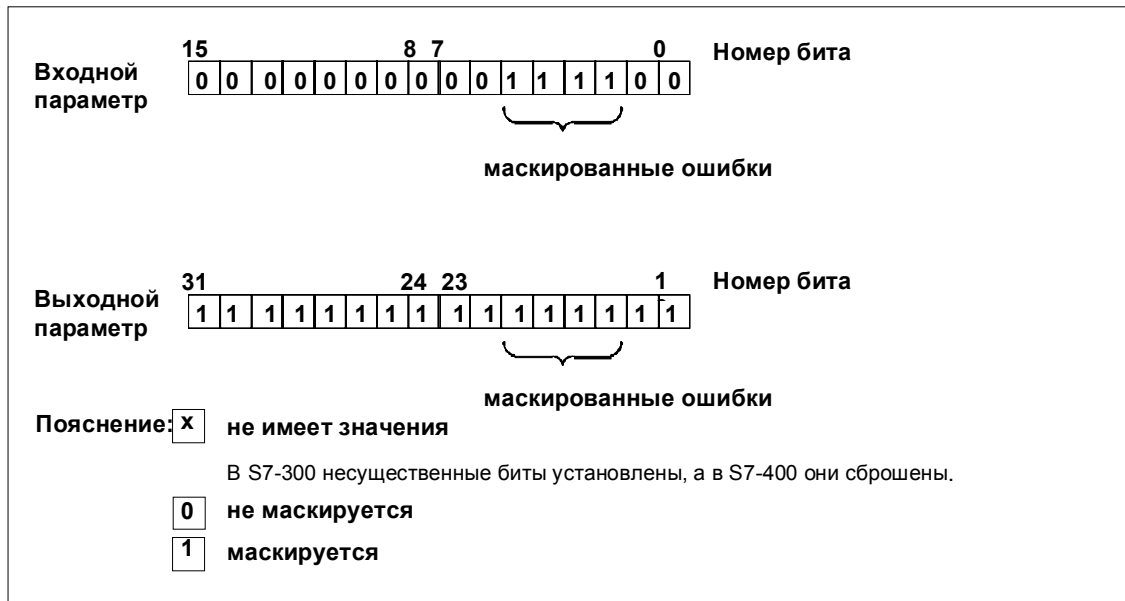 15 8 7 0 Номер бита
Входной параметр 0 0 0 0 0 0 0 0 0 0 1 1 1 1 0 0
маскированные ошибки
31 24 23 1 Номер бита
Выходной параметр 1 1 1 1 1 1 1 1 1 1 1 1 1 1 1 1
маскированные ошибки
Пояснение: x не имеет значения
В S7-300 несущественные биты установлены, а в S7-400 они сброшены.
0 не маскируется
1 маскируется